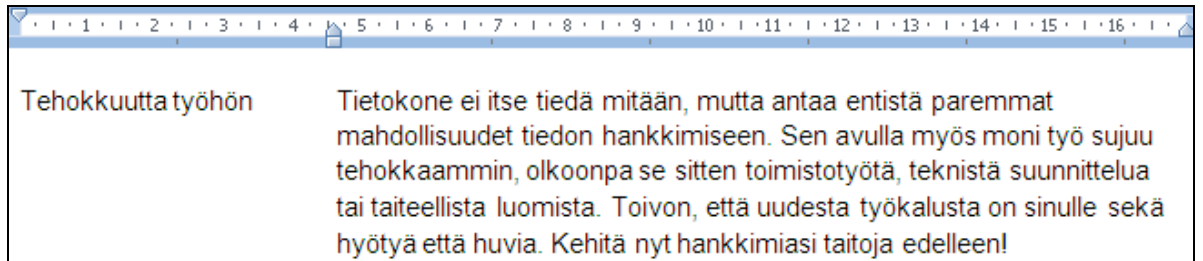 1 2 3 4 5 6 7 8 9 10 11 12 13 14 15 16
Tehokkuutta työhön Tietokone ei itse tiedä mitään, mutta antaa entistä paremmat
mahdollisuudet tiedon hankkimiseen. Sen avulla myös moni työ sujuu
tehokkaammin, olkoonpa se sitten toimistotyötä, teknistä suunnittelua
tai taiteellista luomista. Toivon, että uudesta työkalusta on sinulle sekä
hyötyä että huvia. Kehitä nyt hankkimiasi taitoja edelleen!